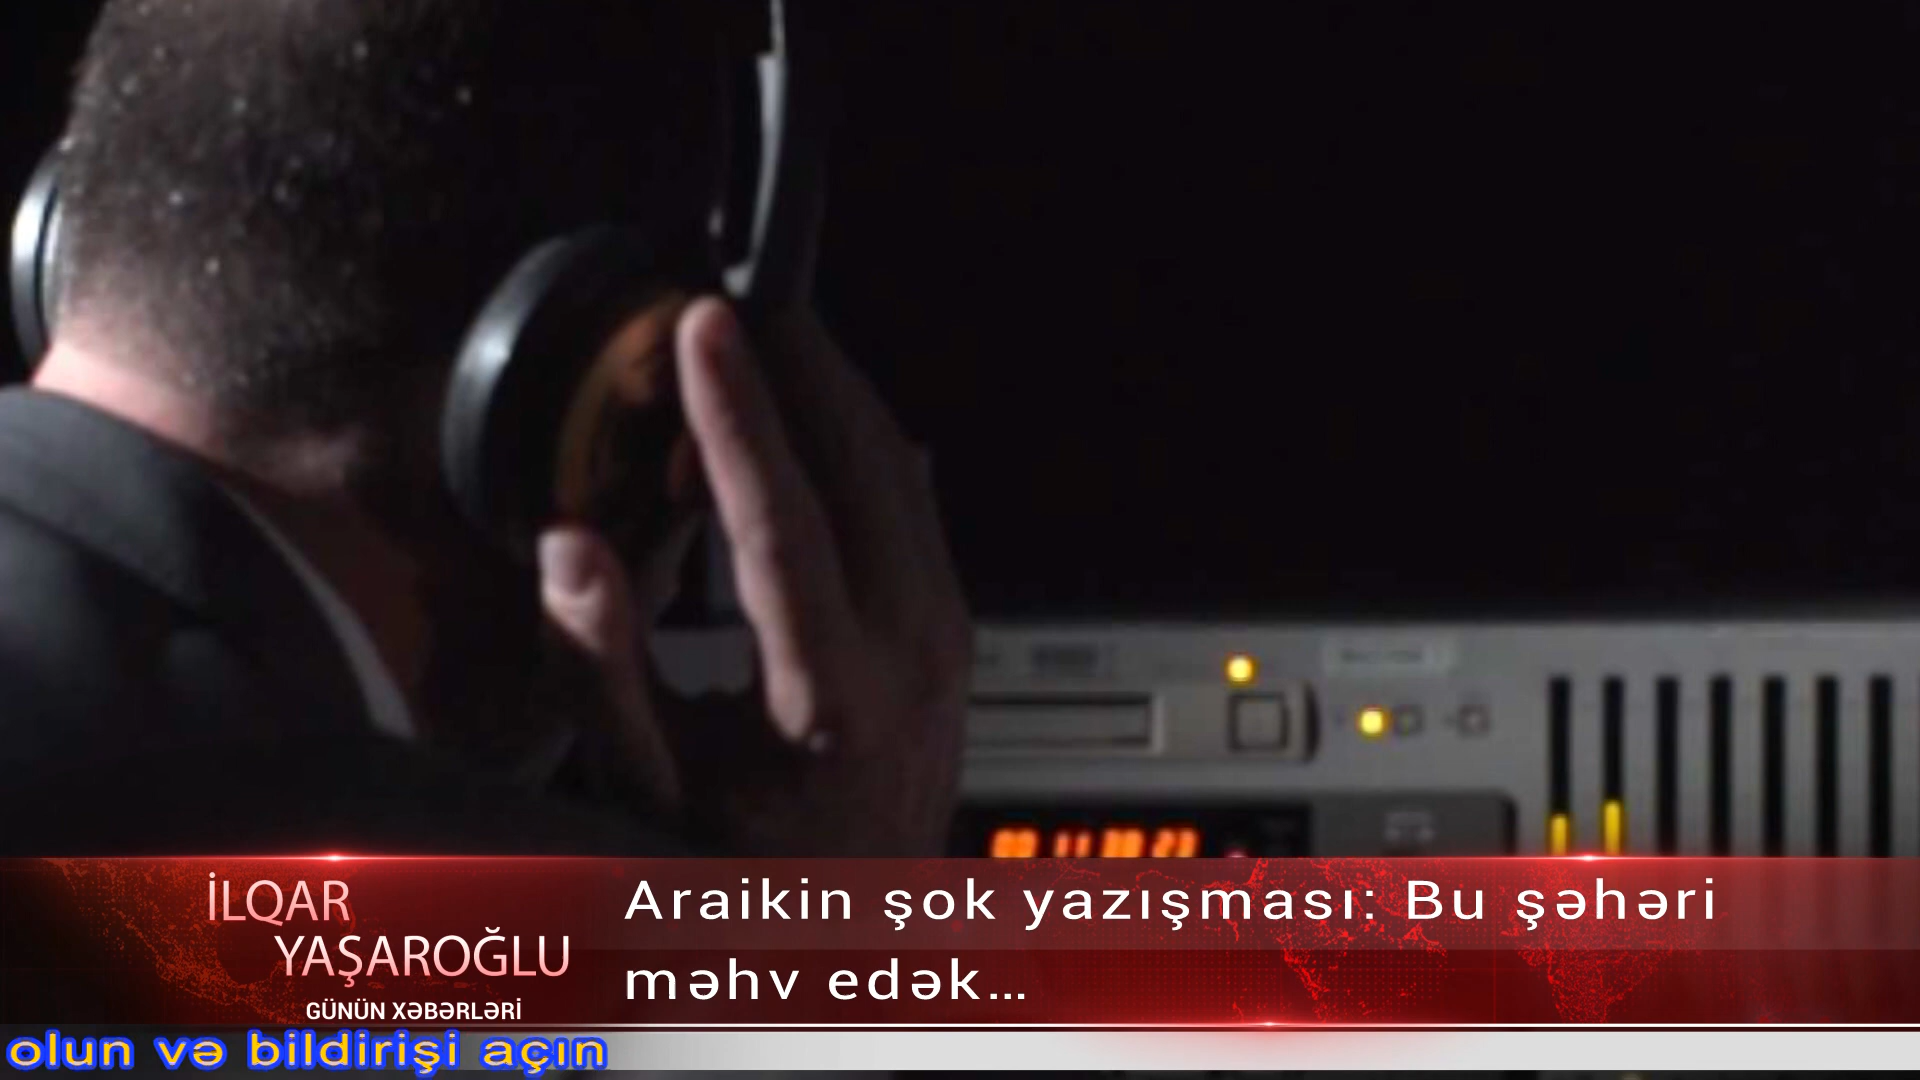 İLQAR
YAŞAROĞLU
GÜNÜN XƏBƏRLƏRİ
Araikin şok yazışması: Bu şəhəri
məhv edək...
olun və bildirişi açın